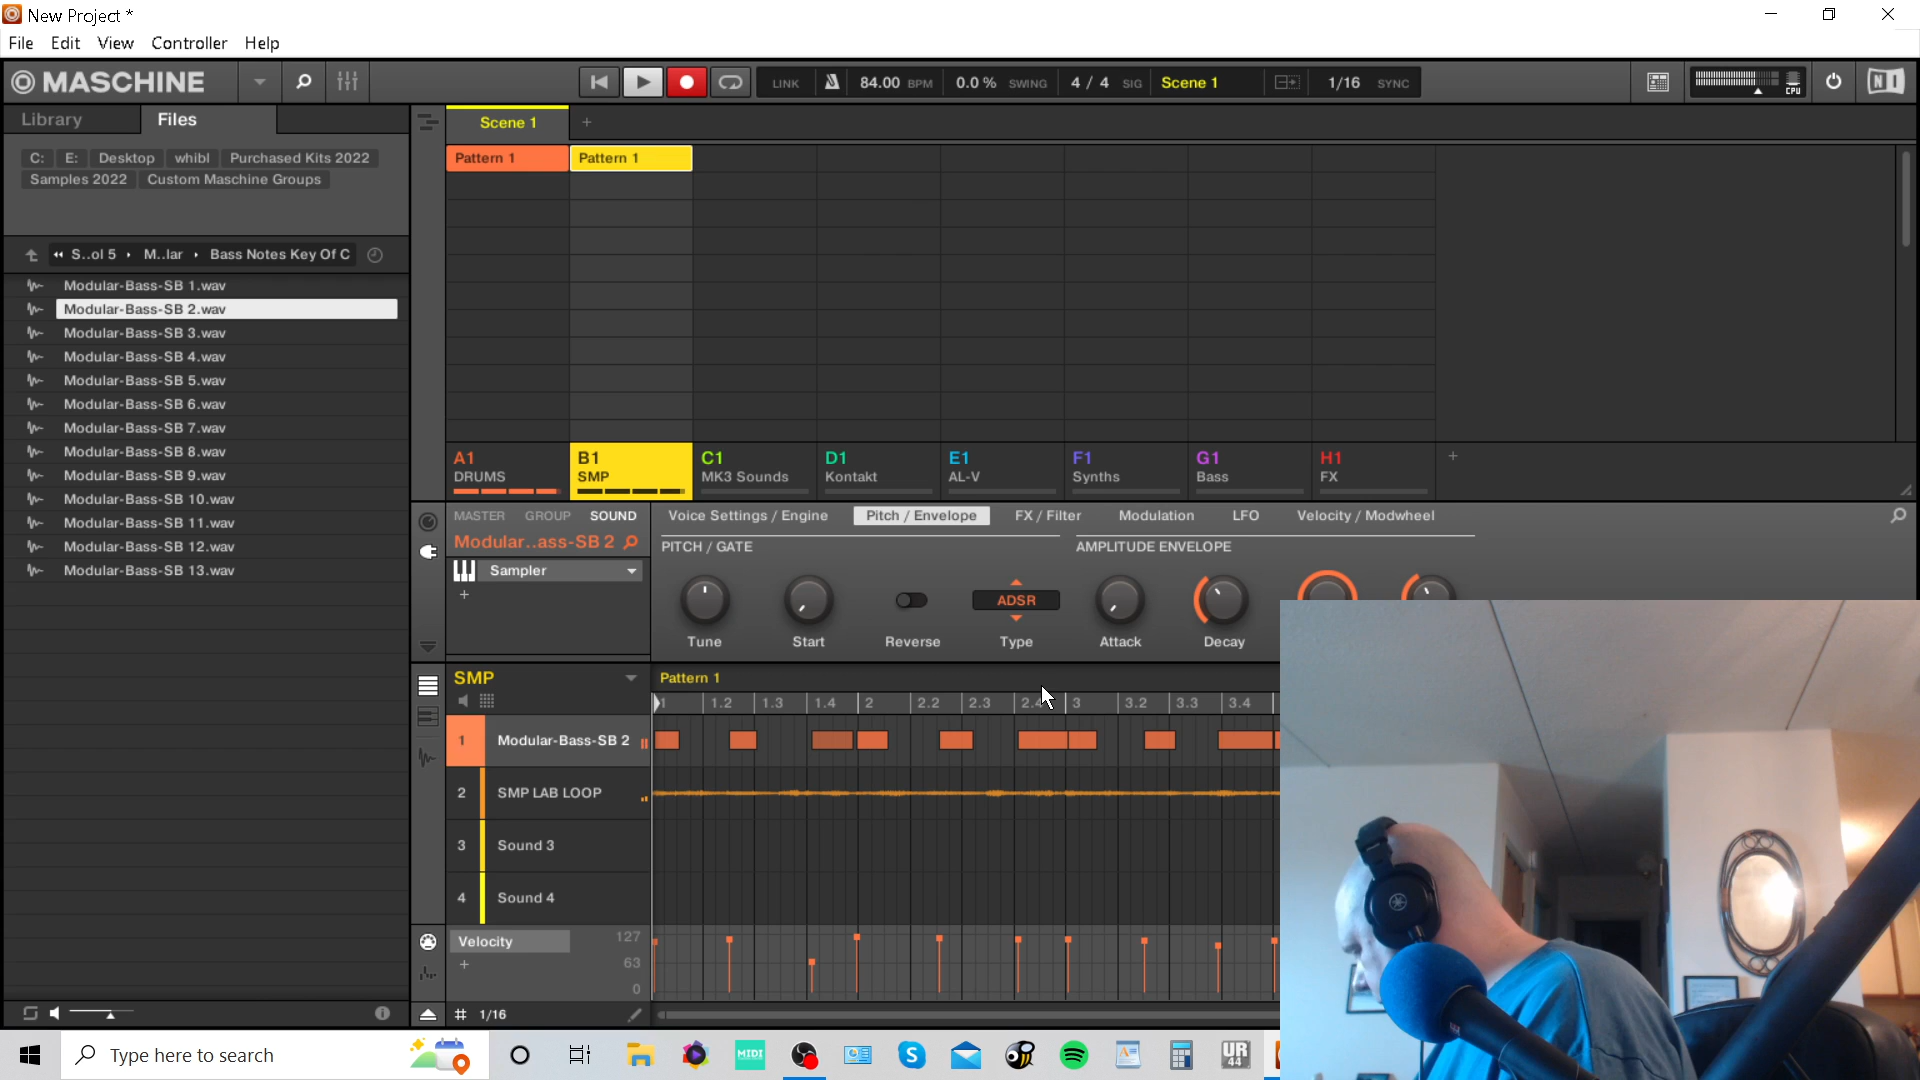 New Project *
File Edit View Controller Help
MASCHINE
LINK 84.00 BPM 0.0 % SWING 4 / 4 SIG Scene 1 1/16 SYNC
CPU
Library Files
Scene 1 +
C: E: Desktop whibl Purchased Kits 2022
Samples 2022 Custom Maschine Groups
Pattern 1 Pattern 1
S..ol 5 M..lar Bass Notes Key Of C
Modular-Bass-SB 1.wav
Modular-Bass-SB 2.wav
Modular-Bass-SB 3.wav
Modular-Bass-SB 4.wav
Modular-Bass-SB 5.wav
Modular-Bass-SB 6.wav
Modular-Bass-SB 7.wav
Modular-Bass-SB 8.wav
Modular-Bass-SB 9.wav
Modular-Bass-SB 10.wav
Modular-Bass-SB 11.wav
Modular-Bass-SB 12.wav
Modular-Bass-SB 13.wav
A1 B1 C1 D1 E1 F1 G1 H1 +
DRUMS SMP MK3 Sounds Kontakt AL-V Synths Bass FX
MASTER GROUP SOUND Voice Settings / Engine Pitch / Envelope FX / Filter Modulation LFO Velocity / Modwheel
Modular..ass-SB 2 PITCH / GATE AMPLITUDE ENVELOPE
Sampler
+
ADSR
Tune Start Reverse Type Attack Decay
SMP Pattern 1
1 1.2 1.3 1.4 2 2.2 2.3 2.4 3 3.2 3.3 3.4
1 Modular-Bass-SB 2
2 SMP LAB LOOP
3 Sound 3
4 Sound 4
Velocity 127
+ 63
0
1/16
Type here to search
MIDI
UR
44